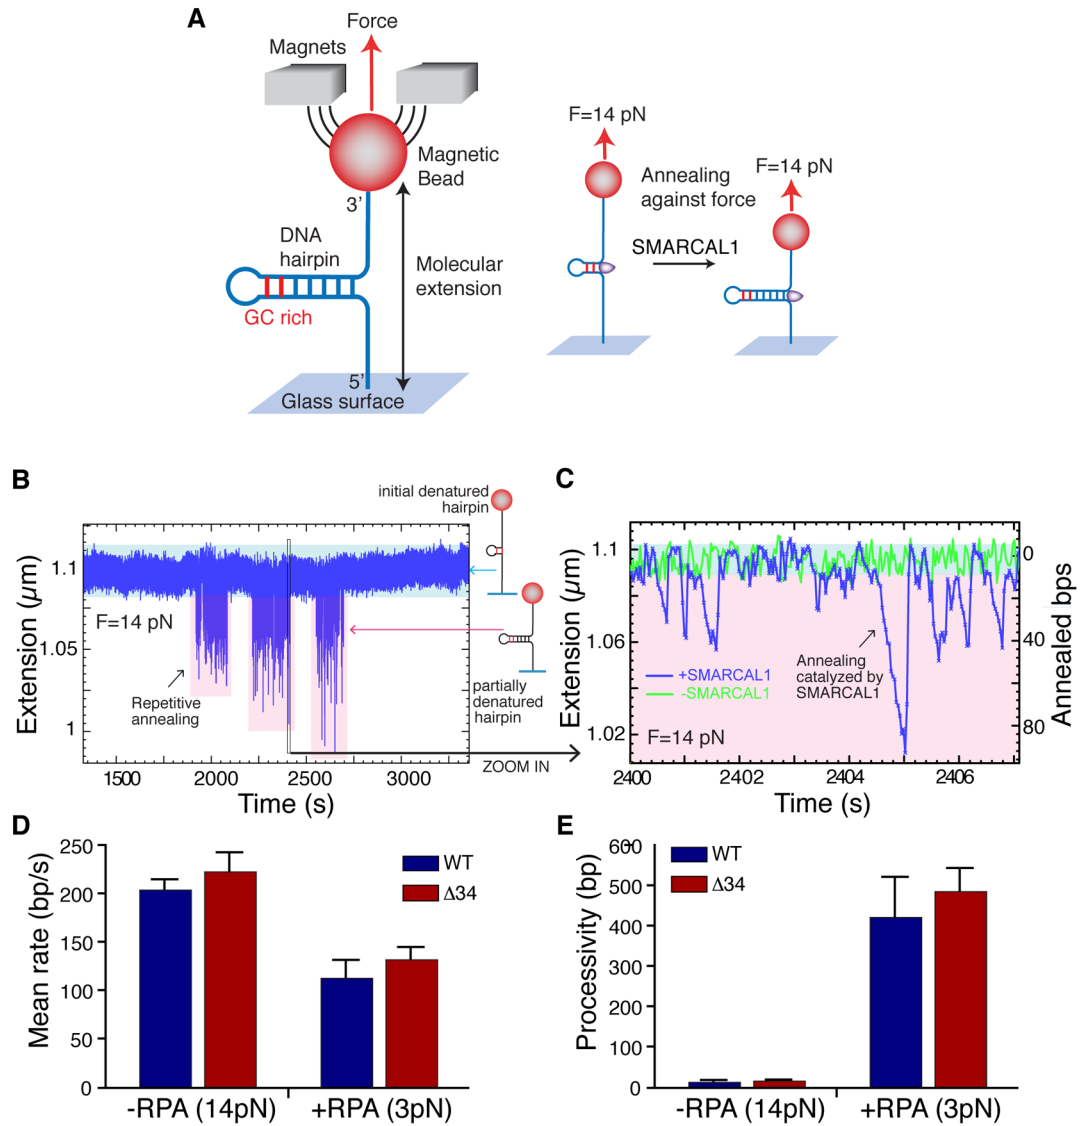 A
Force
Magnets
Magnetic
Bead
3’
DNA
hairpin
Molecular
extension
GC rich
5’
Glass surface
F=14 pN
Annealing
against force
F=14 pN
SMARCAL1
B
initial denatured
hairpin
Extension (µm)
1.1
1.05
1
F=14 pN
Repetitive
annealing
partially
denatured
hairpin
ZOOM IN
1500 2000 2500 3000
Time (s)
C
Extension (µm)
1.1
1.06
1.02
0
40
80
Annealed bps
+SMARCAL1
-SMARCAL1
Annealing
catalyzed by
SMARCAL1
F=14 pN
2400 2402 2404 2406
Time (s)
D
Mean rate (bp/s)
250
200
150
100
50
0
WT
Δ34
-RPA (14pN) +RPA (3pN)
E
Processivity (bp)
600
500
400
300
200
100
0
WT
Δ34
-RPA (14pN) +RPA (3pN)